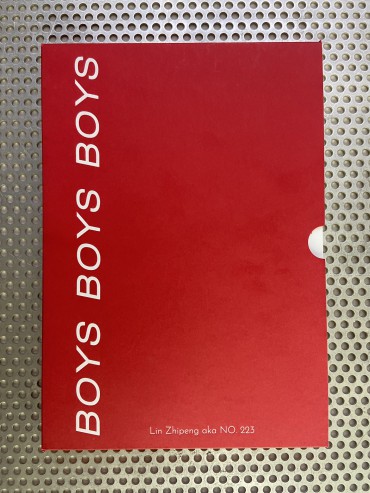 BOYS BOYS BOYS
Lin Zhipeng aka NO. 223